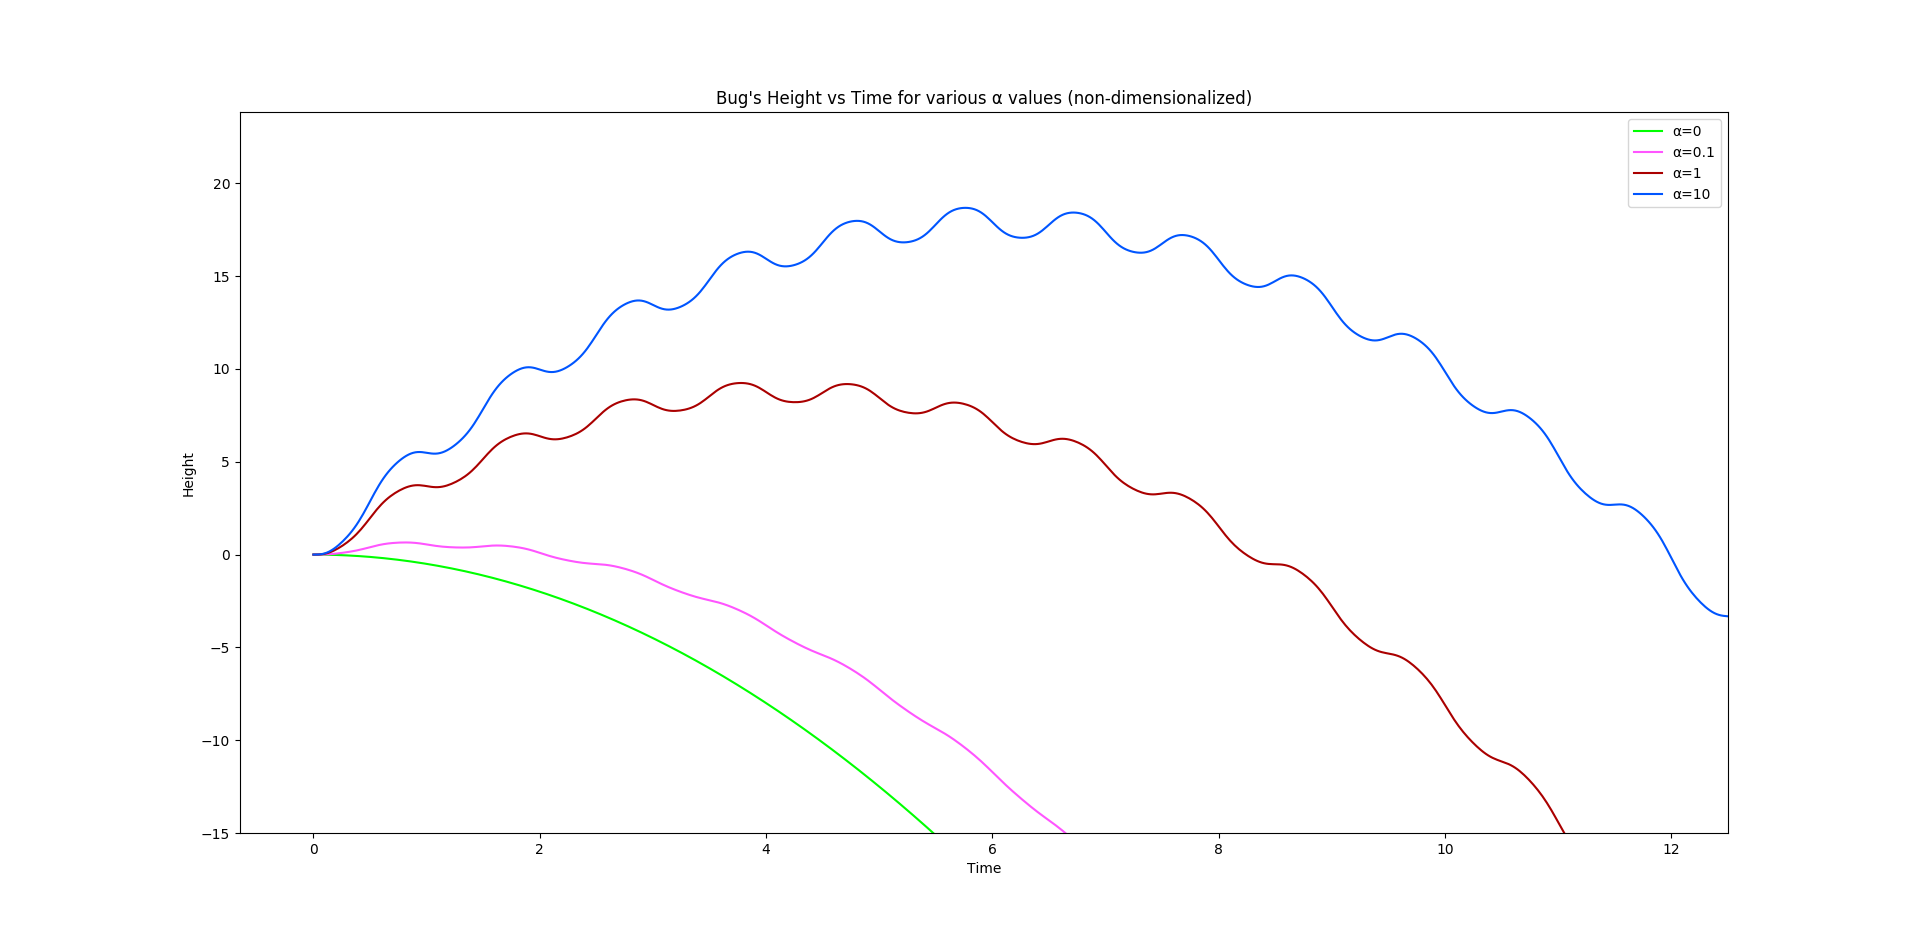 Bug's Height vs Time for various α values (non-dimensionalized)
α=0
α=0.1
α=1
α=10
20
15
10
5
0
−5
−10
−15
Height
0 2 4 6 8 10 12
Time